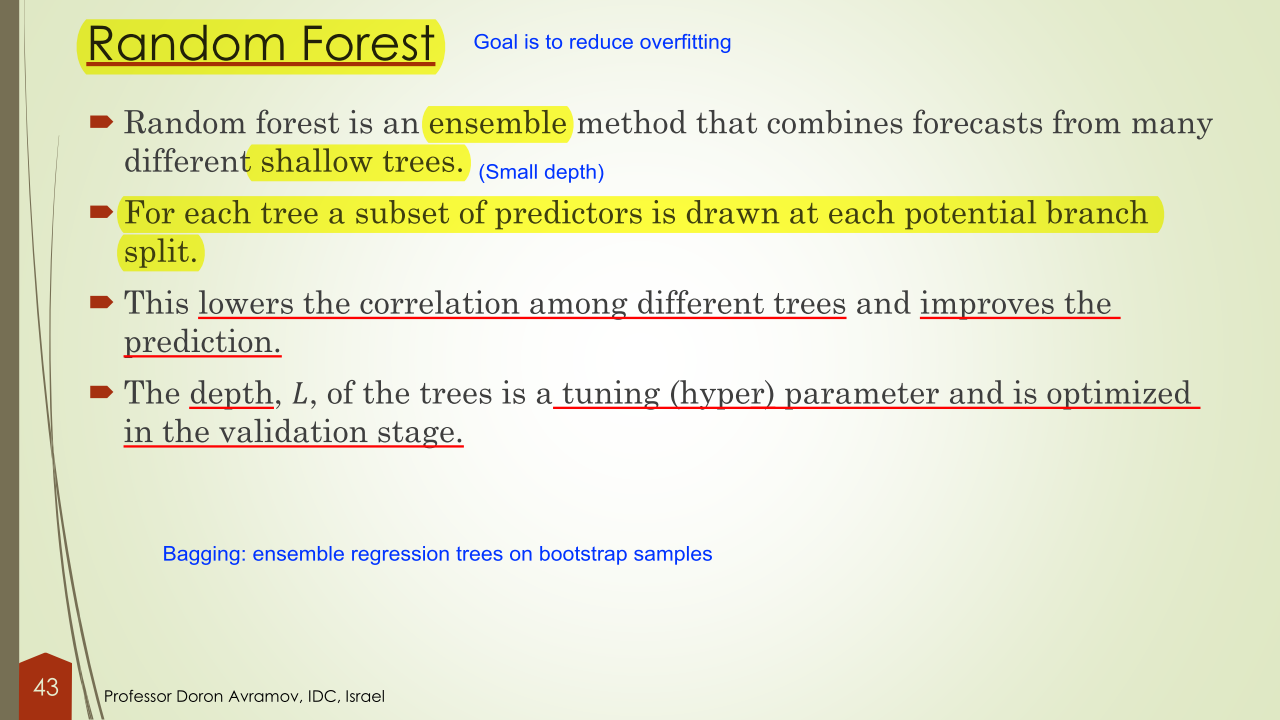 Random Forest
Goal is to reduce overfitting
Random forest is an ensemble method that combines forecasts from many
different shallow trees.
(Small depth)
For each tree a subset of predictors is drawn at each potential branch
split.
This lowers the correlation among different trees and improves the
prediction.
The depth, L, of the trees is a tuning (hyper) parameter and is optimized
in the validation stage.
Bagging: ensemble regression trees on bootstrap samples
43
Professor Doron Avramov, IDC, Israel